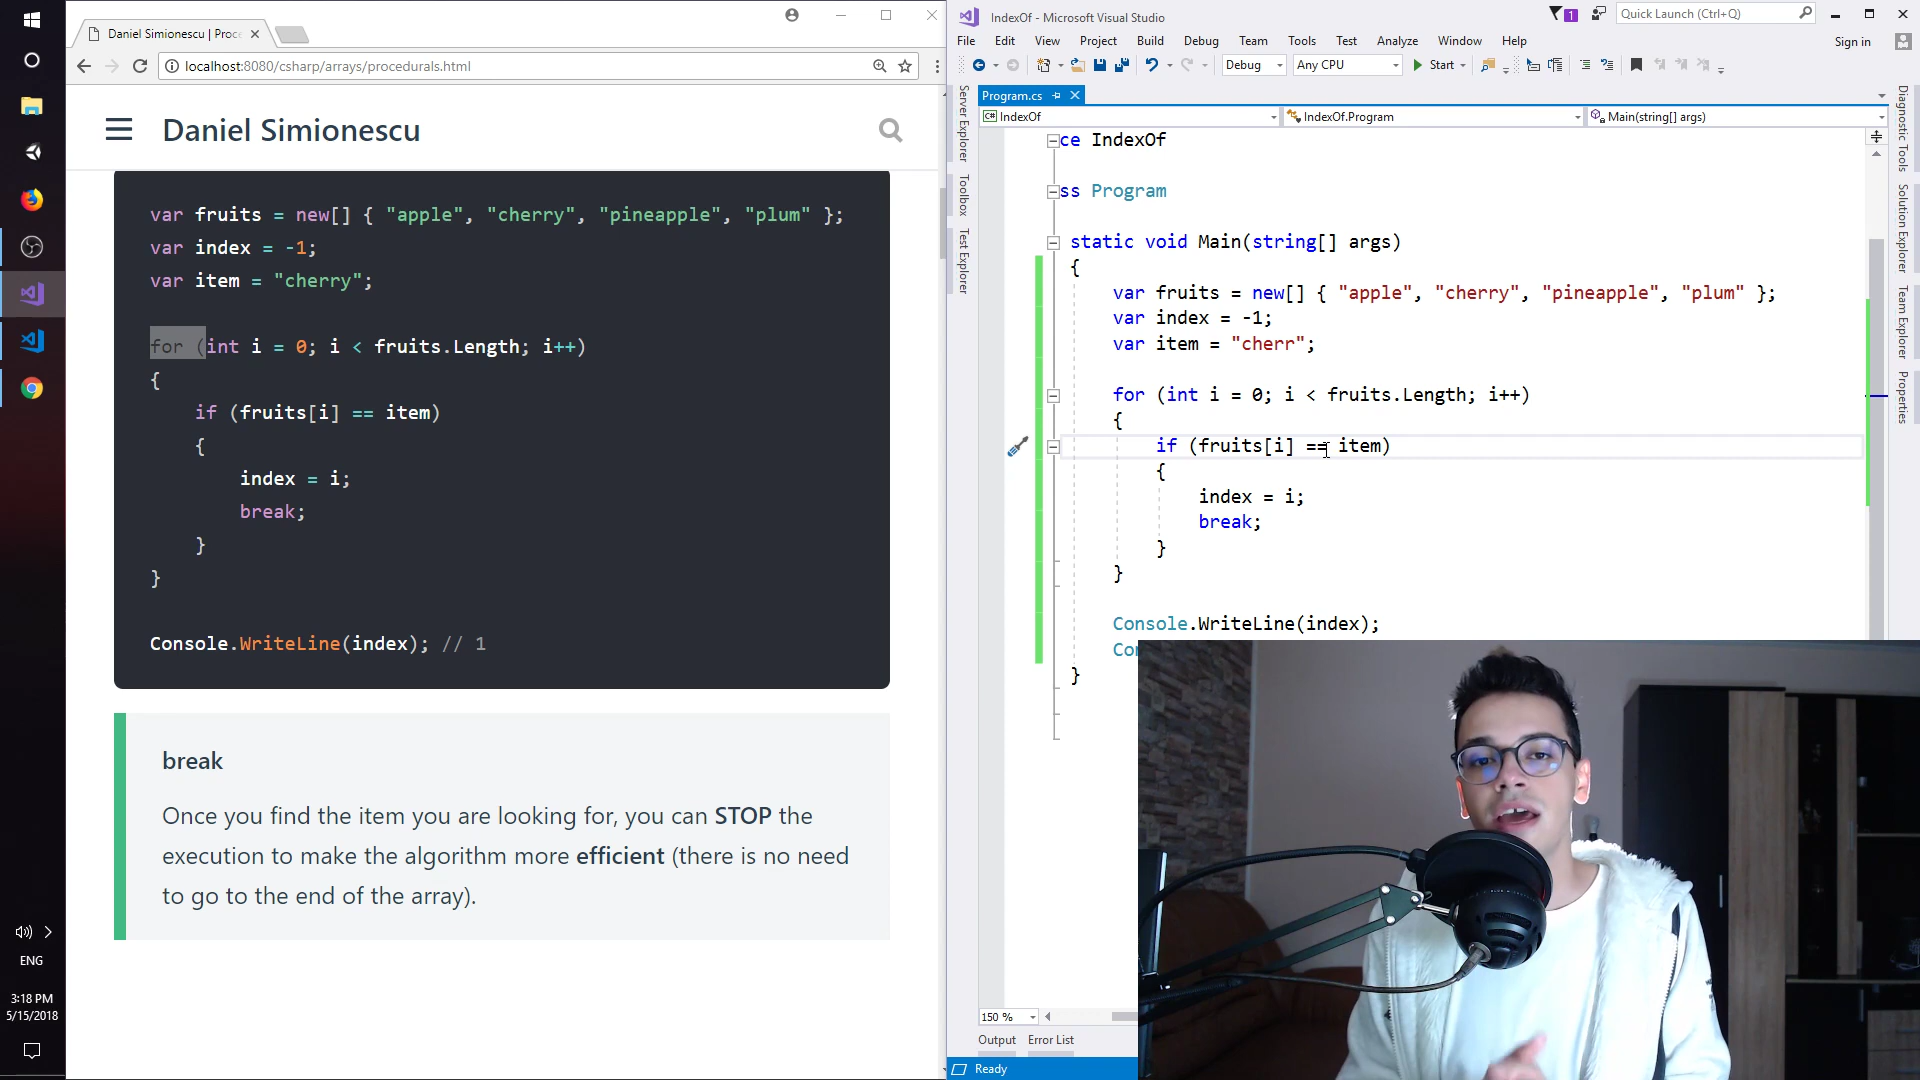 Daniel Simionescu | Proce
localhost:8080/csharp/arrays/procedurals.html
Daniel Simionescu
var fruits = new[] { "apple", "cherry", "pineapple", "plum" };
var index = -1;
var item = "cherry";
for (int i = 0; i < fruits.Length; i++)
{
if (fruits[i] == item)
{
index = i;
break;
}
}
Console.WriteLine(index); // 1
break
Once you find the item you are looking for, you can STOP the
execution to make the algorithm more efficient (there is no need
to go to the end of the array).
ENG
3:18 PM
5/15/2018
IndexOf - Microsoft Visual Studio
1
Quick Launch (Ctrl+Q)
File Edit View Project Build Debug Team Tools Test Analyze Window Help
Sign in
Debug
Any CPU
Start
Server Explorer
Toolbox
Test Explorer
Program.cs
C# IndexOf
IndexOf.Program
Main(string[] args)
ce IndexOf
ss Program
static void Main(string[] args)
{
var fruits = new[] { "apple", "cherry", "pineapple", "plum" };
var index = -1;
var item = "cherr";
for (int i = 0; i < fruits.Length; i++)
{
if (fruits[i] == item)
{
index = i;
break;
}
}
Console.WriteLine(index);
Con
}
Diagnostic Tools
Solution Explorer
Team Explorer
Properties
150 %
Output
Error List
Ready